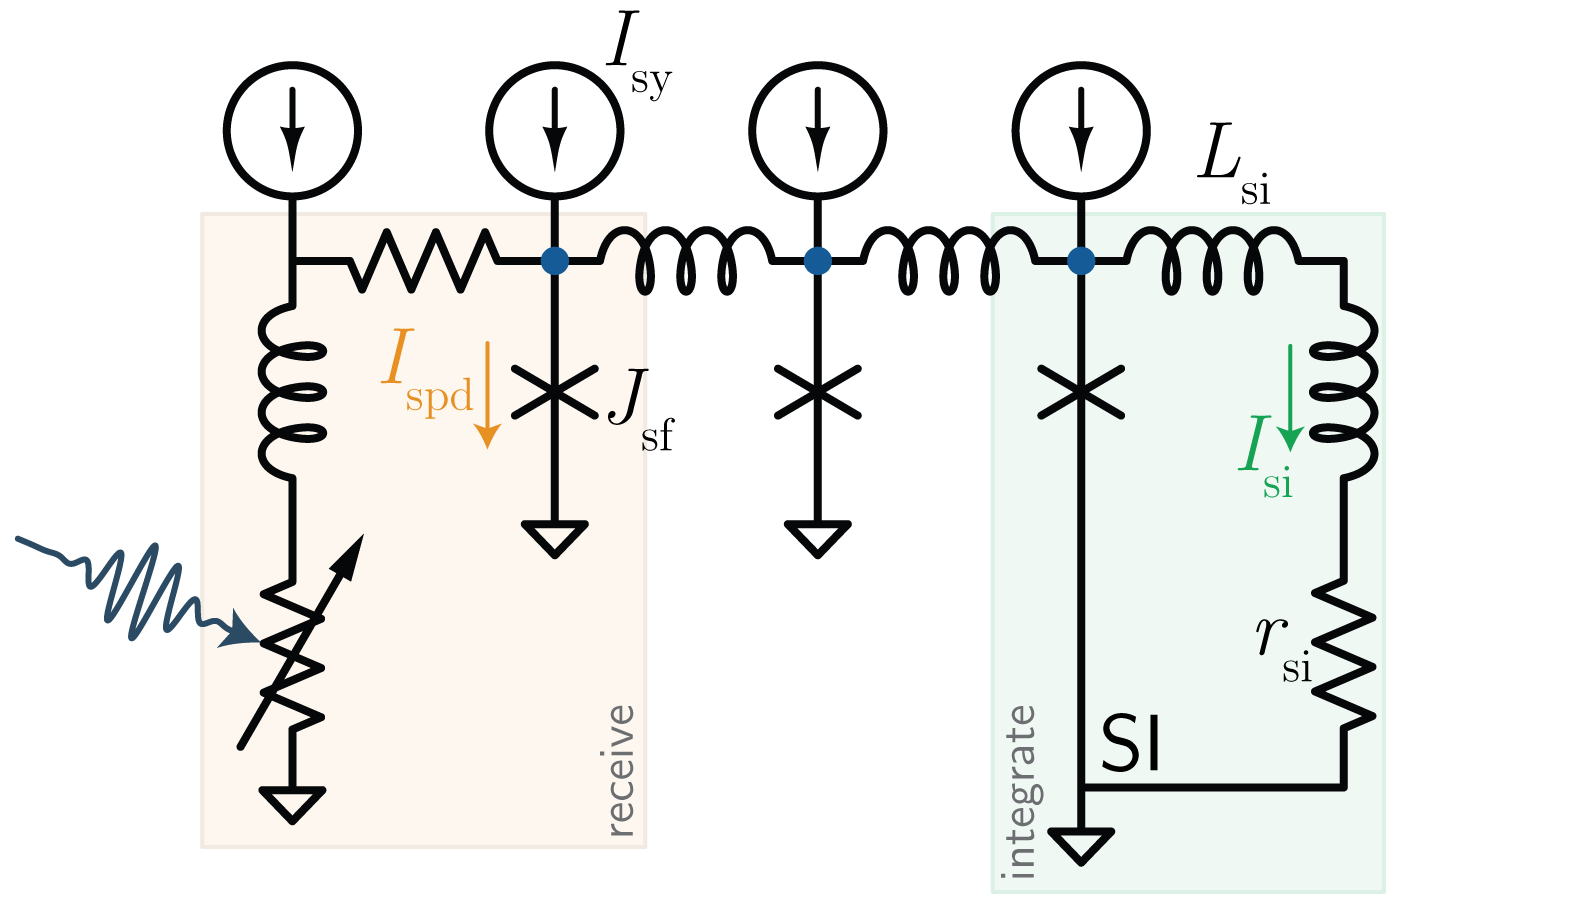 I_sy
L_si
I_spd
J_sf
I_si
r_si
SI
receive
integrate